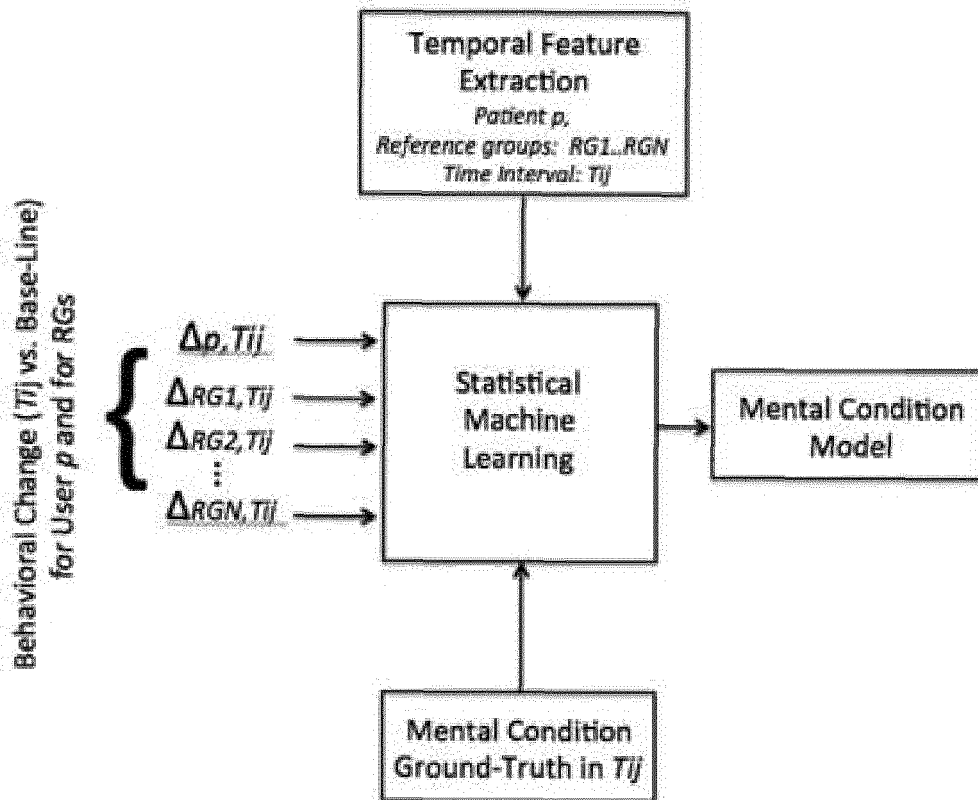 Temporal Feature
Extraction
Patient p,
Reference groups: RG1..RGN
Time Interval: Tij
Behavioral Change (Tij vs. Base-Line)
for User p and for RGs
{
Δp,Tij
ΔRG1,Tij
ΔRG2,Tij
⋮
ΔRGN,Tij
Statistical
Machine
Learning
Mental Condition
Model
Mental Condition
Ground-Truth in Tij